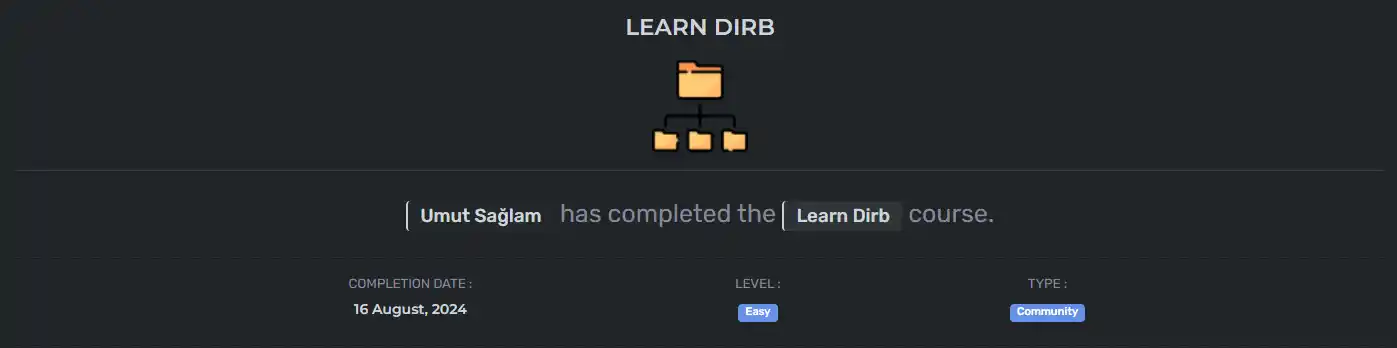 LEARN DIRB
Umut Sağlam has completed the Learn Dirb course.
COMPLETION DATE : LEVEL : TYPE :
16 August, 2024 Easy Community